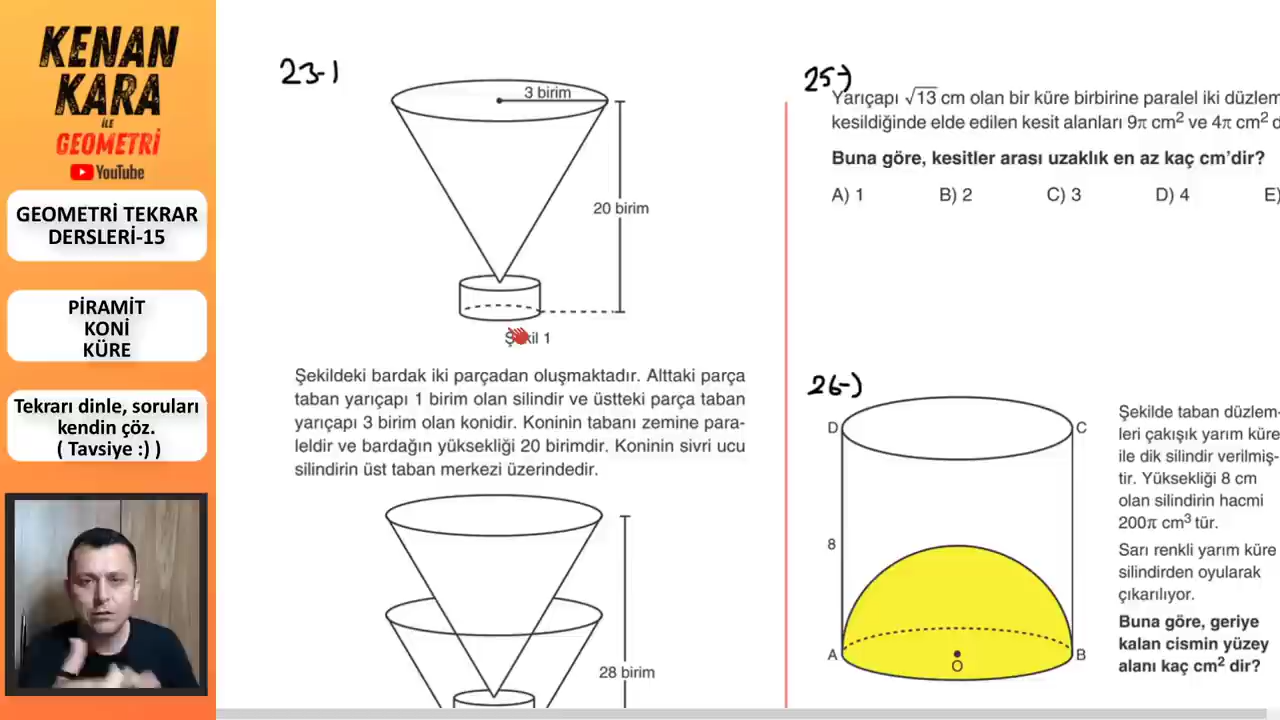 KENAN
KARA
İLE
GEOMETRİ
YouTube
GEOMETRİ TEKRAR
DERSLERİ-15
PİRAMİT
KONİ
KÜRE
Tekrarı dinle, soruları
kendin çöz.
( Tavsiye :) )
23-)
3 birim
20 birim
Şekil 1
Şekildeki bardak iki parçadan oluşmaktadır. Alttaki parça
taban yarıçapı 1 birim olan silindir ve üstteki parça taban
yarıçapı 3 birim olan konidir. Koninin tabanı zemine para-
leldir ve bardağın yüksekliği 20 birimdir. Koninin sivri ucu
silindirin üst taban merkezi üzerindedir.
28 birim
25-)
Yarıçapı √13 cm olan bir küre birbirine paralel iki düzlem
kesildiğinde elde edilen kesit alanları 9π cm² ve 4π cm² d
Buna göre, kesitler arası uzaklık en az kaç cm'dir?
A) 1 B) 2 C) 3 D) 4 E)
26-)
D
C
8
A
B
O
Şekilde taban düzlem-
leri çakışık yarım küre
ile dik silindir verilmiş-
tir. Yüksekliği 8 cm
olan silindirin hacmi
200π cm³ tür.
Sarı renkli yarım küre
silindirden oyularak
çıkarılıyor.
Buna göre, geriye
kalan cismin yüzey
alanı kaç cm² dir?